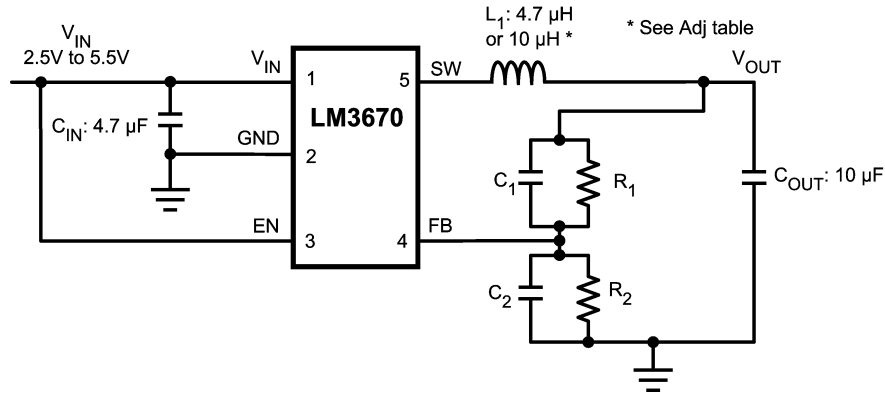 V_IN
2.5V to 5.5V
V_IN
1
5
SW
L_1: 4.7 µH
or 10 µH *
* See Adj table
V_OUT
LM3670
C_IN: 4.7 µF
GND
2
C_1
R_1
C_OUT: 10 µF
EN
3
4
FB
C_2
R_2